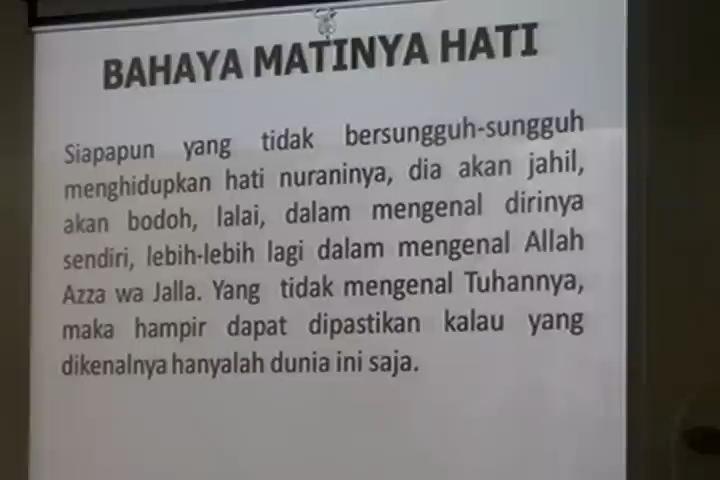 BAHAYA MATINYA HATI
Siapapun yang tidak bersungguh-sungguh
menghidupkan hati nuraninya, dia akan jahil,
akan bodoh, lalai, dalam mengenal dirinya
sendiri, lebih-lebih lagi dalam mengenal Allah
Azza wa Jalla. Yang tidak mengenal Tuhannya,
maka hampir dapat dipastikan kalau yang
dikenalnya hanyalah dunia ini saja.